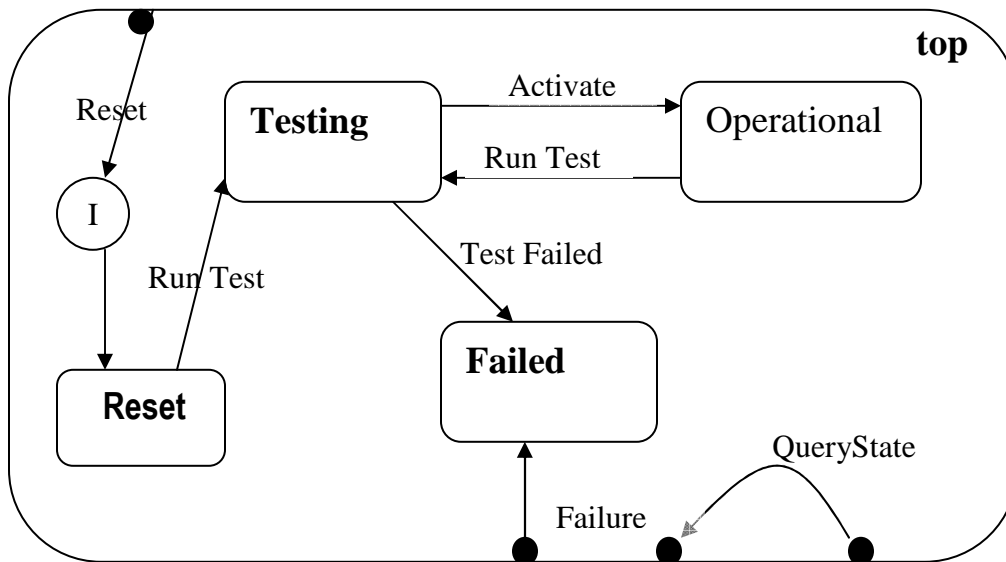 top
Activate
Reset
Testing
Operational
Run Test
I
Test Failed
Run Test
Failed
Reset
QueryState
Failure